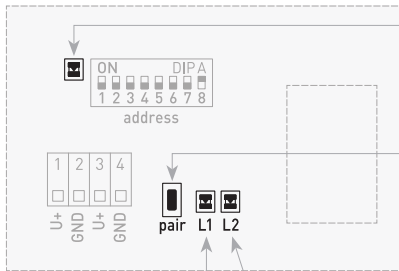 ON DIP A
1 2 3 4 5 6 7 8
address
1 2 3 4
U+ GND U+ GND
pair L1 L2